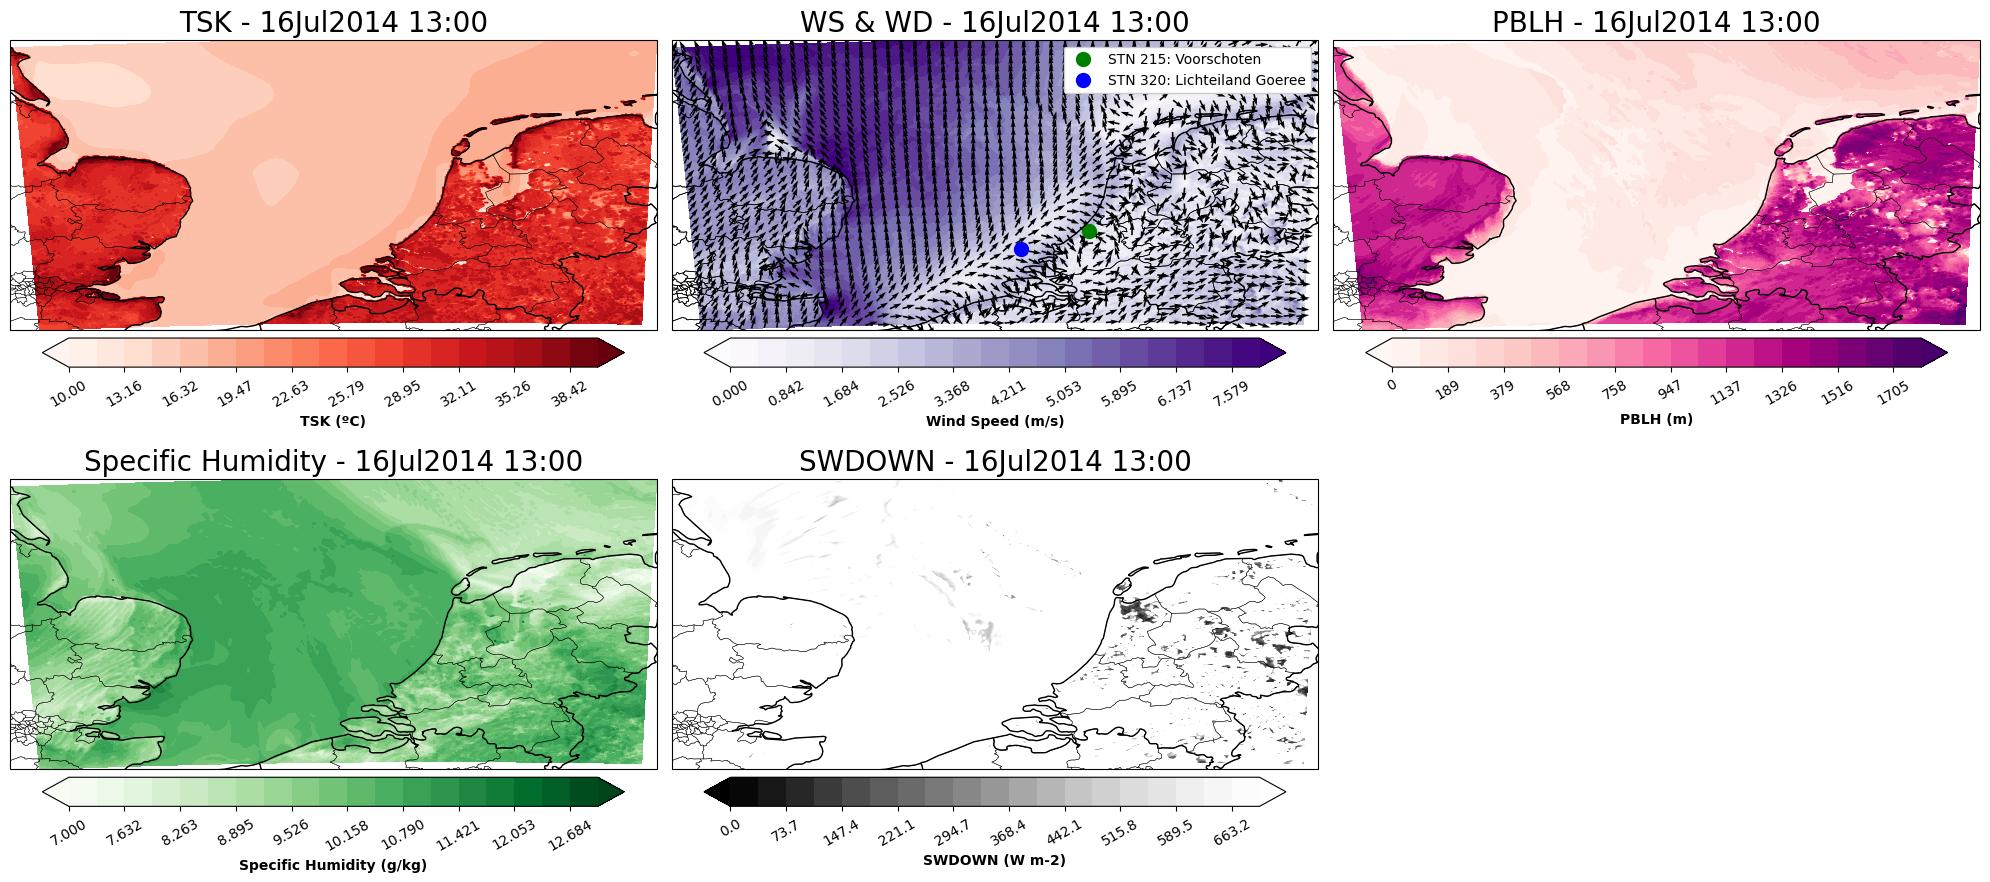 TSK - 16Jul2014 13:00
WS & WD - 16Jul2014 13:00
PBLH - 16Jul2014 13:00
STN 215: Voorschoten
STN 320: Lichteiland Goeree
10.00 13.16 16.32 19.47 22.63 25.79 28.95 32.11 35.26 38.42
TSK (ºC)
0.000 0.842 1.684 2.526 3.368 4.211 5.053 5.895 6.737 7.579
Wind Speed (m/s)
0 189 379 568 758 947 1137 1326 1516 1705
PBLH (m)
Specific Humidity - 16Jul2014 13:00
SWDOWN - 16Jul2014 13:00
7.000 7.632 8.263 8.895 9.526 10.158 10.790 11.421 12.053 12.684
Specific Humidity (g/kg)
0.0 73.7 147.4 221.1 294.7 368.4 442.1 515.8 589.5 663.2
SWDOWN (W m-2)